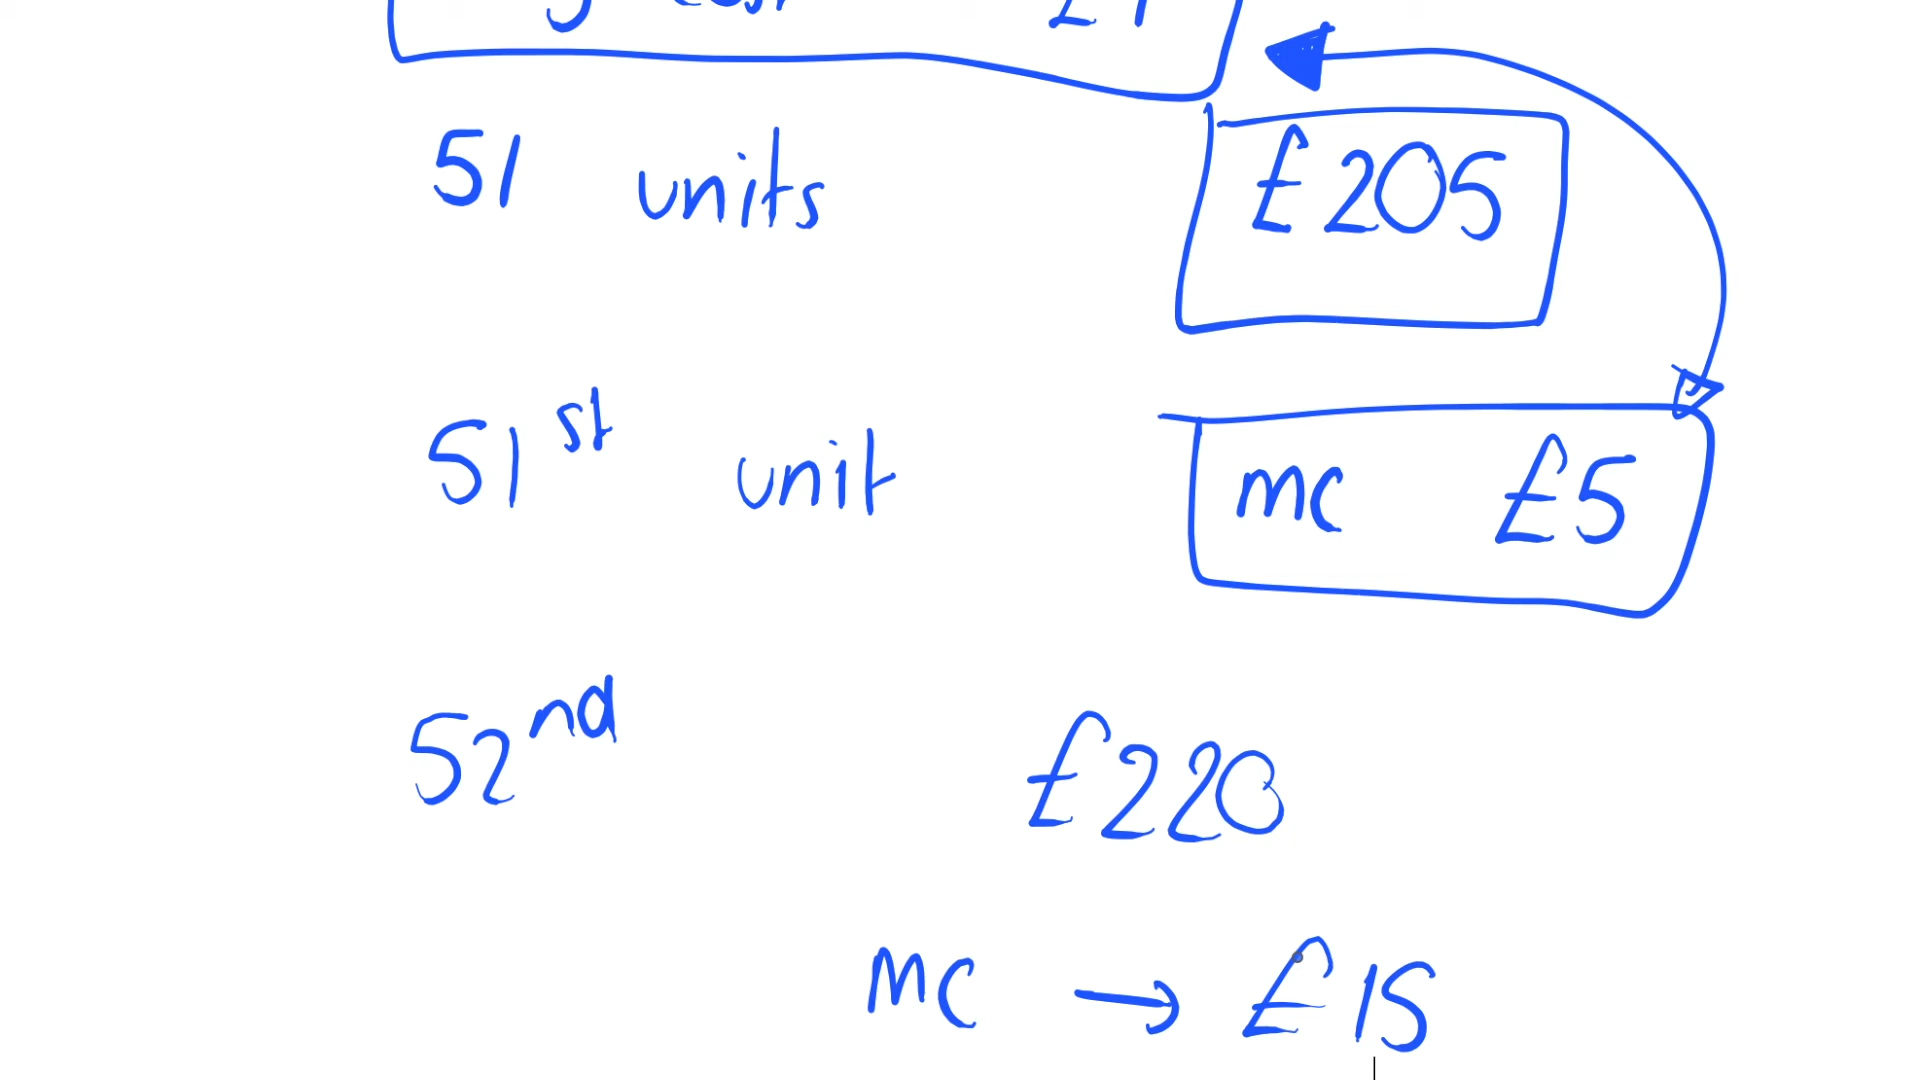 51 units £205
51st unit mc £5
52nd £220
mc → £15